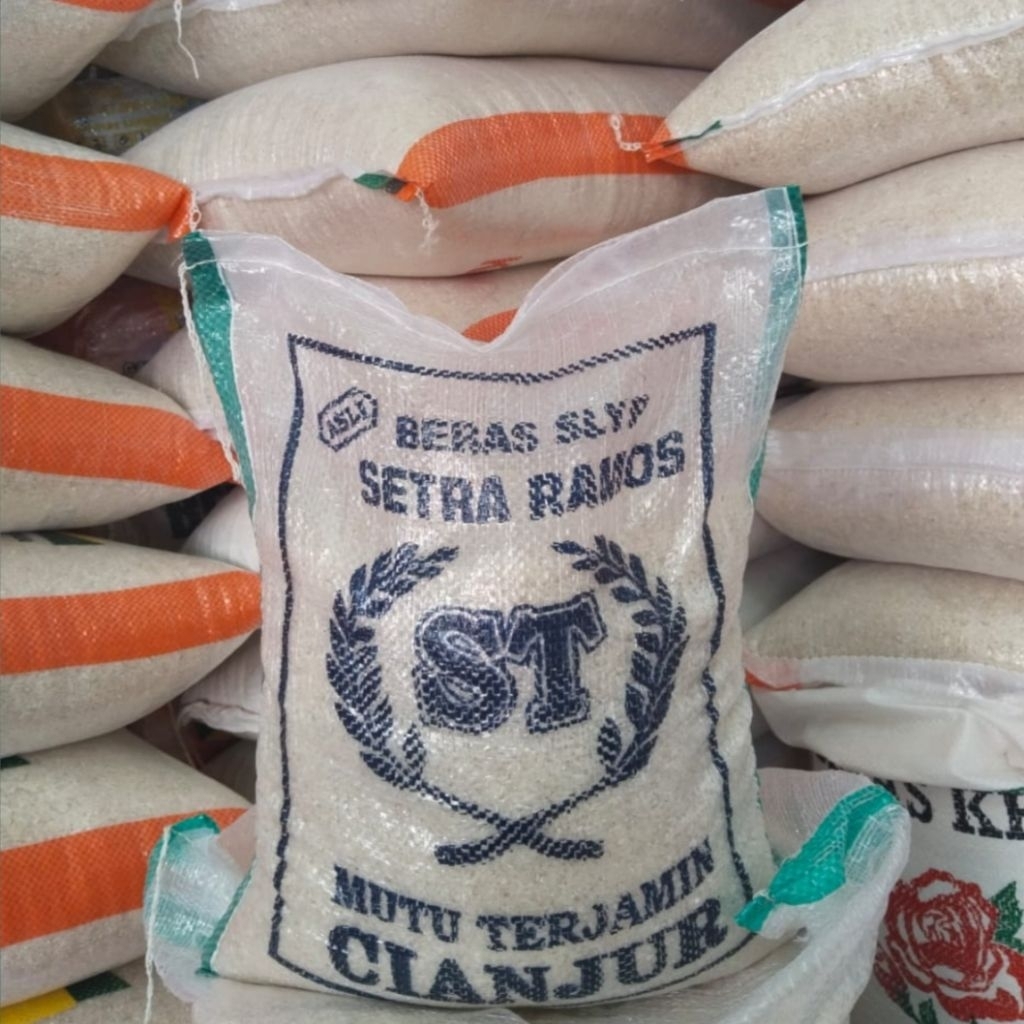 ASLI
BERAS SLYP
SETRA RAMOS
ST
MUTU TERJAMIN
CIANJUR